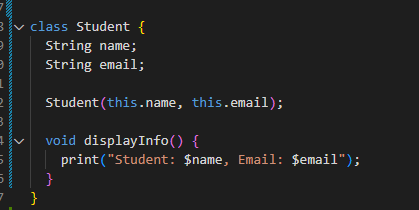 class Student {
String name;
String email;
Student(this.name, this.email);
void displayInfo() {
print("Student: $name, Email: $email");
}
}